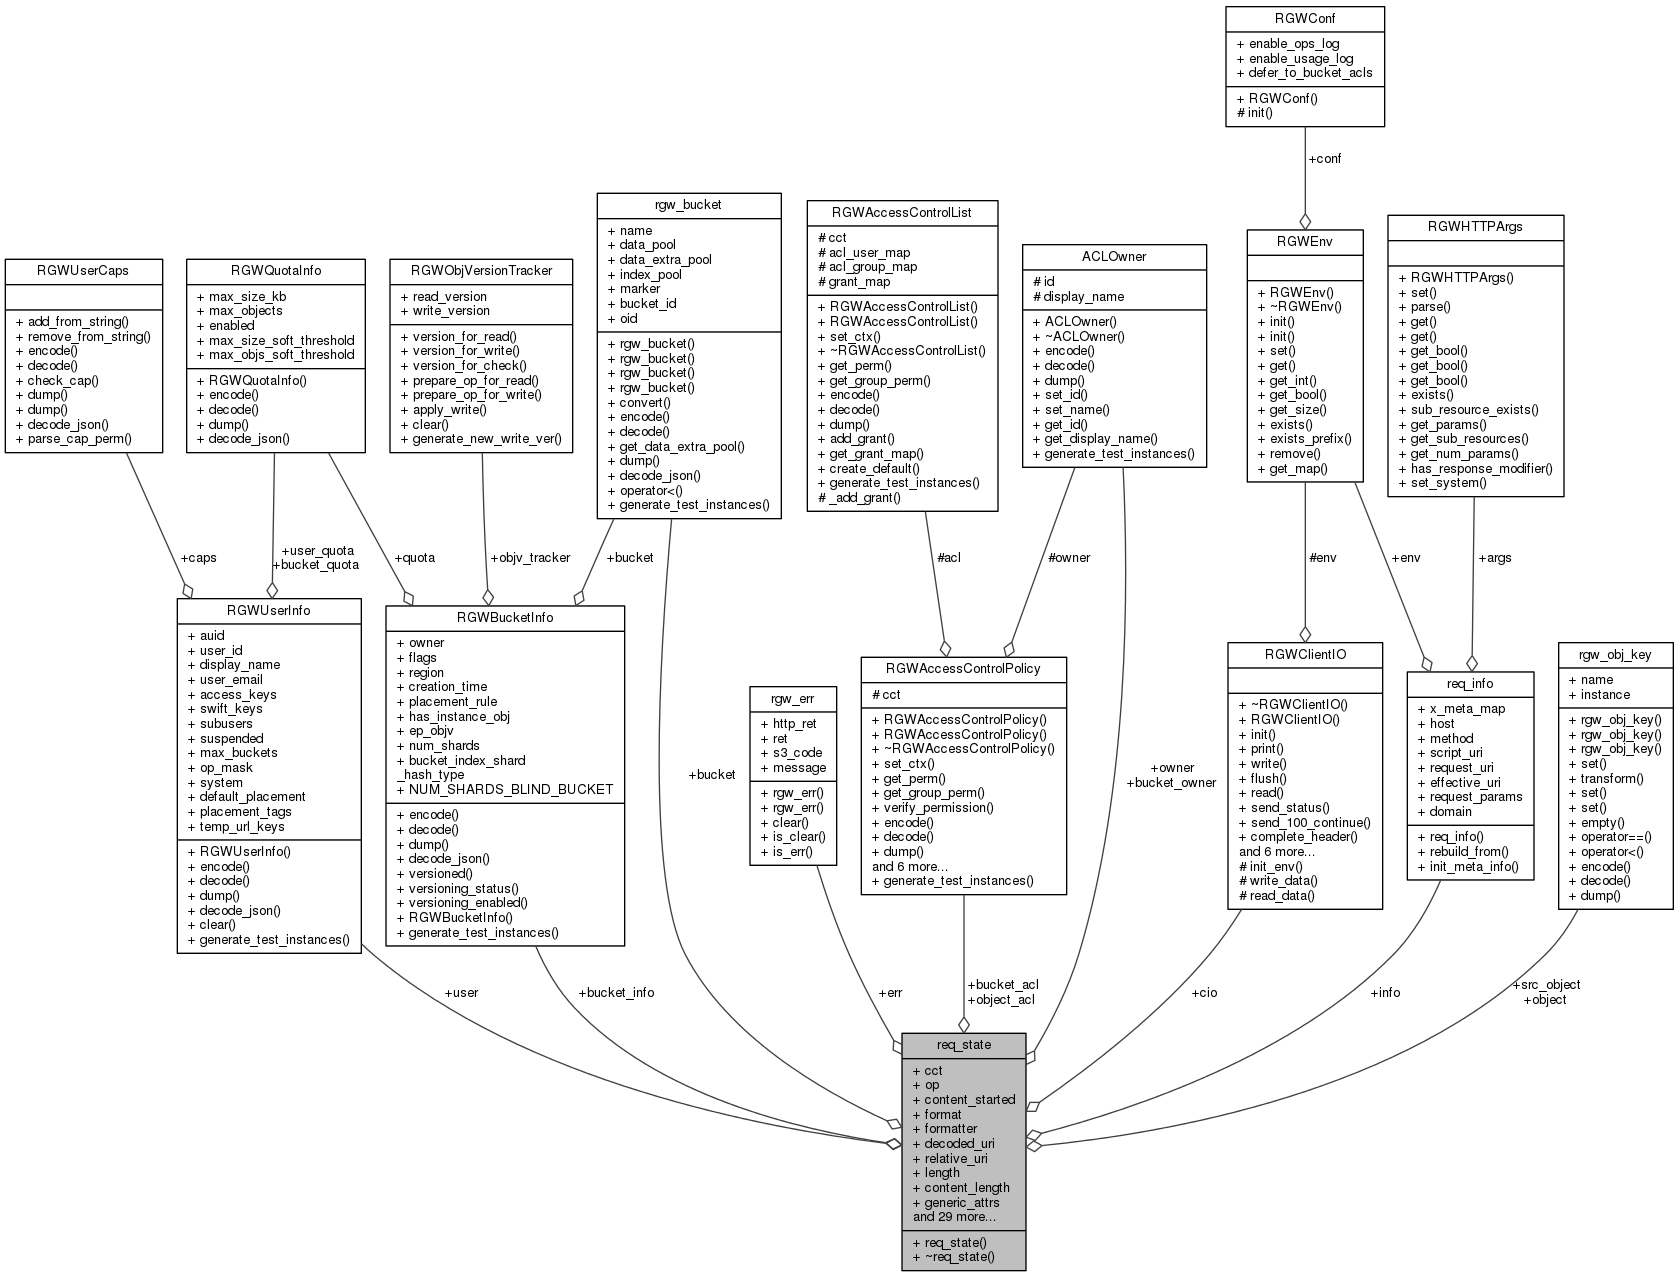 RGWConf
+ enable_ops_log
+ enable_usage_log
+ defer_to_bucket_acls
+ RGWConf()
# init()
+conf
RGWUserCaps
+ add_from_string()
+ remove_from_string()
+ encode()
+ decode()
+ check_cap()
+ dump()
+ dump()
+ decode_json()
+ parse_cap_perm()
RGWQuotaInfo
+ max_size_kb
+ max_objects
+ enabled
+ max_size_soft_threshold
+ max_objs_soft_threshold
+ RGWQuotaInfo()
+ encode()
+ decode()
+ dump()
+ decode_json()
RGWObjVersionTracker
+ read_version
+ write_version
+ version_for_read()
+ version_for_write()
+ version_for_check()
+ prepare_op_for_read()
+ prepare_op_for_write()
+ apply_write()
+ clear()
+ generate_new_write_ver()
rgw_bucket
+ name
+ data_pool
+ data_extra_pool
+ index_pool
+ marker
+ bucket_id
+ oid
+ rgw_bucket()
+ rgw_bucket()
+ rgw_bucket()
+ rgw_bucket()
+ convert()
+ encode()
+ decode()
+ get_data_extra_pool()
+ dump()
+ decode_json()
+ operator<()
+ generate_test_instances()
RGWAccessControlList
# cct
# acl_user_map
# acl_group_map
# grant_map
+ RGWAccessControlList()
+ RGWAccessControlList()
+ set_ctx()
+ ~RGWAccessControlList()
+ get_perm()
+ get_group_perm()
+ encode()
+ decode()
+ dump()
+ add_grant()
+ get_grant_map()
+ create_default()
+ generate_test_instances()
# _add_grant()
ACLOwner
# id
# display_name
+ ACLOwner()
+ ~ACLOwner()
+ encode()
+ decode()
+ dump()
+ set_id()
+ set_name()
+ get_id()
+ get_display_name()
+ generate_test_instances()
RGWEnv
+ RGWEnv()
+ ~RGWEnv()
+ init()
+ init()
+ set()
+ get()
+ get_int()
+ get_bool()
+ get_size()
+ exists()
+ exists_prefix()
+ remove()
+ get_map()
RGWHTTPArgs
+ RGWHTTPArgs()
+ set()
+ parse()
+ get()
+ get()
+ get_bool()
+ get_bool()
+ get_bool()
+ exists()
+ sub_resource_exists()
+ get_params()
+ get_sub_resources()
+ get_num_params()
+ has_response_modifier()
+ set_system()
+caps
+user_quota
+bucket_quota
+quota
+objv_tracker
+bucket
#acl
#owner
#env
+env
+args
RGWUserInfo
+ auid
+ user_id
+ display_name
+ user_email
+ access_keys
+ swift_keys
+ subusers
+ suspended
+ max_buckets
+ op_mask
+ system
+ default_placement
+ placement_tags
+ temp_url_keys
+ RGWUserInfo()
+ encode()
+ decode()
+ dump()
+ decode_json()
+ clear()
+ generate_test_instances()
RGWBucketInfo
+ owner
+ flags
+ region
+ creation_time
+ placement_rule
+ has_instance_obj
+ ep_objv
+ num_shards
+ bucket_index_shard
_hash_type
+ NUM_SHARDS_BLIND_BUCKET
+ encode()
+ decode()
+ dump()
+ decode_json()
+ versioned()
+ versioning_status()
+ versioning_enabled()
+ RGWBucketInfo()
+ generate_test_instances()
+bucket
rgw_err
+ http_ret
+ ret
+ s3_code
+ message
+ rgw_err()
+ rgw_err()
+ clear()
+ is_clear()
+ is_err()
RGWAccessControlPolicy
# cct
+ RGWAccessControlPolicy()
+ RGWAccessControlPolicy()
+ ~RGWAccessControlPolicy()
+ set_ctx()
+ get_perm()
+ get_group_perm()
+ verify_permission()
+ encode()
+ decode()
+ dump()
and 6 more...
+ generate_test_instances()
+owner
+bucket_owner
RGWClientIO
+ ~RGWClientIO()
+ RGWClientIO()
+ init()
+ print()
+ write()
+ flush()
+ read()
+ send_status()
+ send_100_continue()
+ complete_header()
and 6 more...
# init_env()
# write_data()
# read_data()
req_info
+ x_meta_map
+ host
+ method
+ script_uri
+ request_uri
+ effective_uri
+ request_params
+ domain
+ req_info()
+ rebuild_from()
+ init_meta_info()
rgw_obj_key
+ name
+ instance
+ rgw_obj_key()
+ rgw_obj_key()
+ rgw_obj_key()
+ set()
+ transform()
+ set()
+ set()
+ empty()
+ operator==()
+ operator<()
+ encode()
+ decode()
+ dump()
+user
+bucket_info
+err
+bucket_acl
+object_acl
+cio
+info
+src_object
+object
req_state
+ cct
+ op
+ content_started
+ format
+ formatter
+ decoded_uri
+ relative_uri
+ length
+ content_length
+ generic_attrs
and 29 more...
+ req_state()
+ ~req_state()